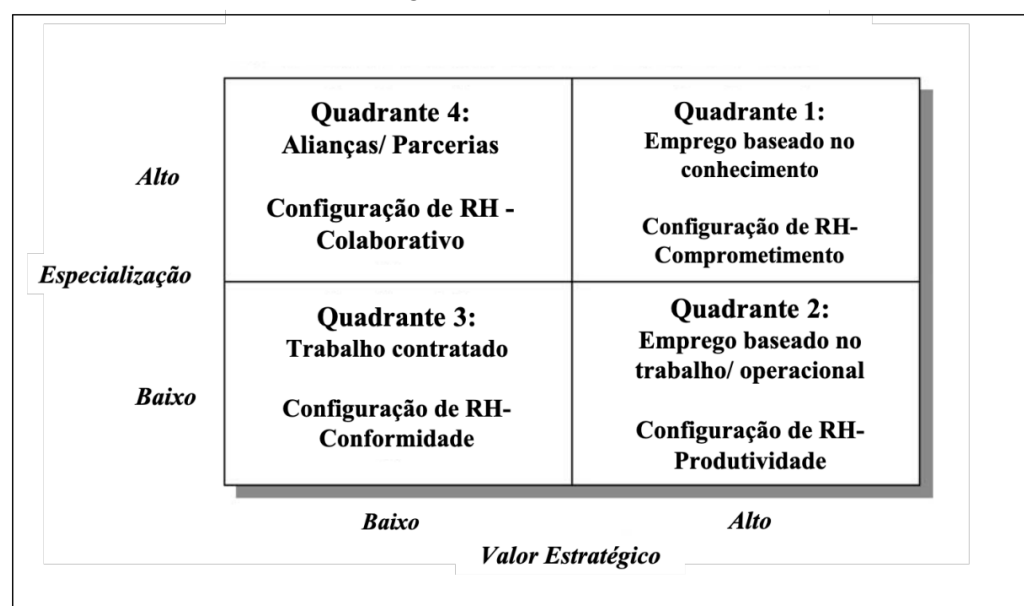 Quadrante 4:
Alianças/ Parcerias
Configuração de RH -
Colaborativo
Quadrante 1:
Emprego baseado no
conhecimento
Configuração de RH-
Comprometimento
Alto
Especialização
Baixo
Quadrante 3:
Trabalho contratado
Configuração de RH-
Conformidade
Quadrante 2:
Emprego baseado no
trabalho/ operacional
Configuração de RH-
Produtividade
Baixo
Alto
Valor Estratégico